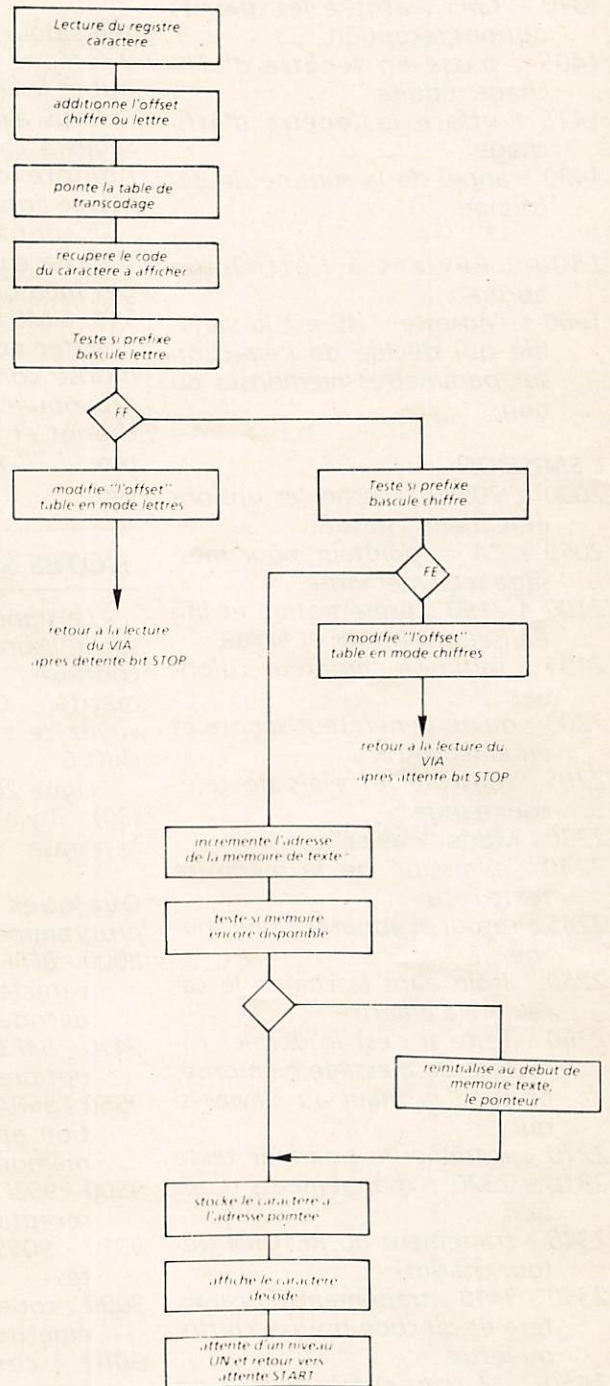 Lecture du registre
caractere
additionne l'offset
chiffre ou lettre
pointe la table de
transcodage
recupere le code
du caractere a afficher
Teste si prefixe
bascule lettre
FF
modifie "l'offset"
table en mode lettres
retour a la lecture
du VIA
apres detente bit STOP
Teste si prefixe
bascule chiffre
FE
modifie "l'offset"
table en mode chiffres
retour a la lecture du
VIA
apres attente bit STOP
incremente l'adresse
de la memoire de texte
teste si memoire
encore disponible
reinitialise au debut de
memoire texte,
le pointeur
stocke le caractere a
l'adresse pointee
affiche le caractere
decode
attente d'un niveau
UN et retour vers
attente START